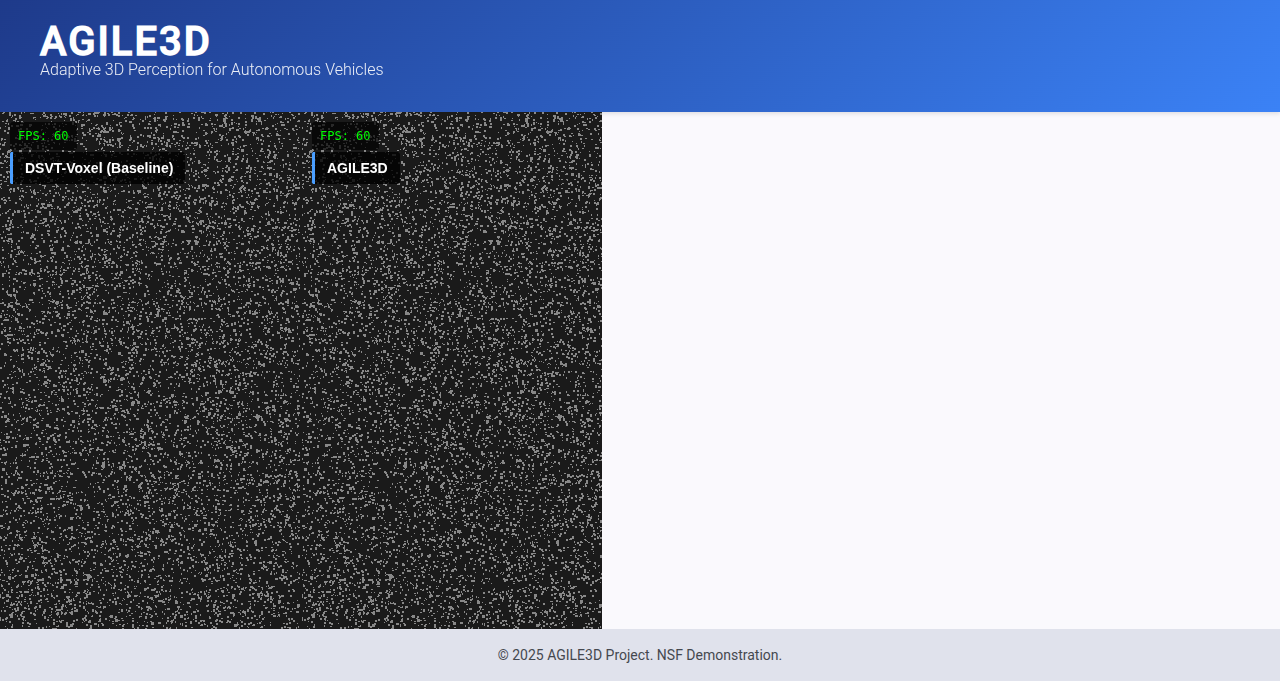 AGILE3D
Adaptive 3D Perception for Autonomous Vehicles
FPS: 60
DSVT-Voxel (Baseline)
FPS: 60
AGILE3D
© 2025 AGILE3D Project. NSF Demonstration.